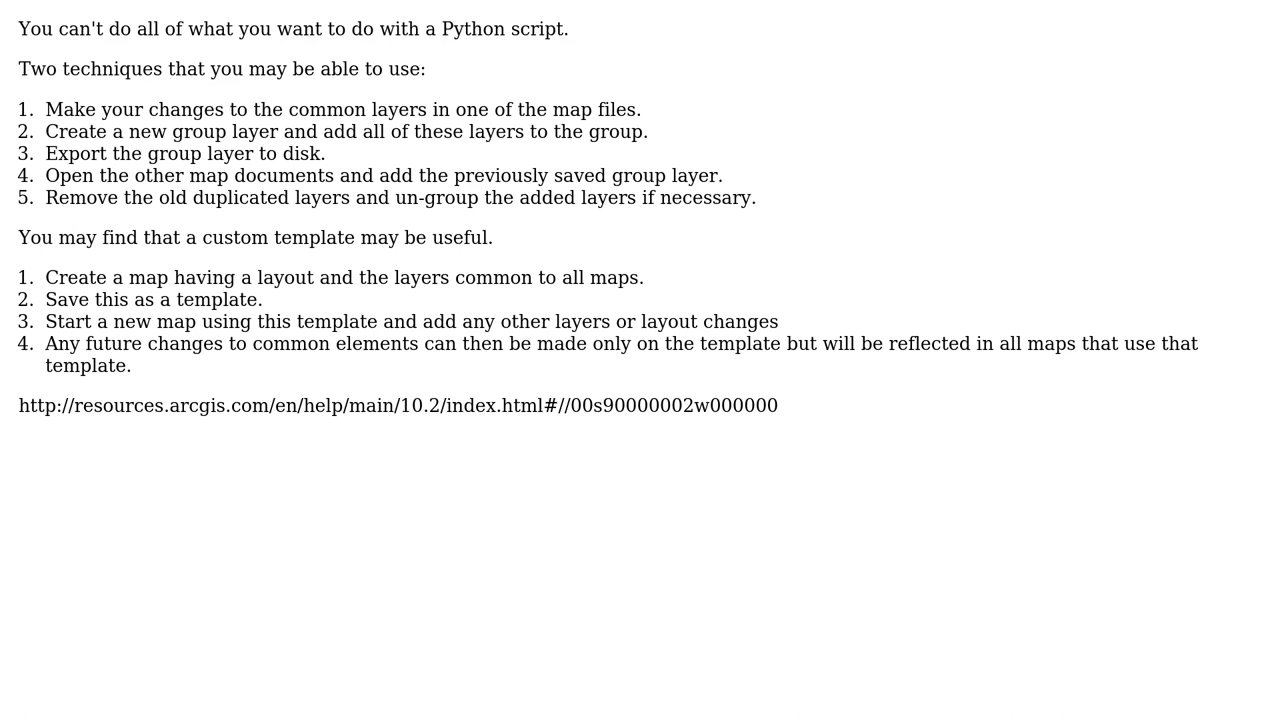 You can't do all of what you want to do with a Python script.
Two techniques that you may be able to use:
1. Make your changes to the common layers in one of the map files.
2. Create a new group layer and add all of these layers to the group.
3. Export the group layer to disk.
4. Open the other map documents and add the previously saved group layer.
5. Remove the old duplicated layers and un-group the added layers if necessary.
You may find that a custom template may be useful.
1. Create a map having a layout and the layers common to all maps.
2. Save this as a template.
3. Start a new map using this template and add any other layers or layout changes
4. Any future changes to common elements can then be made only on the template but will be reflected in all maps that use that
template.
http://resources.arcgis.com/en/help/main/10.2/index.html#//00s90000002w000000